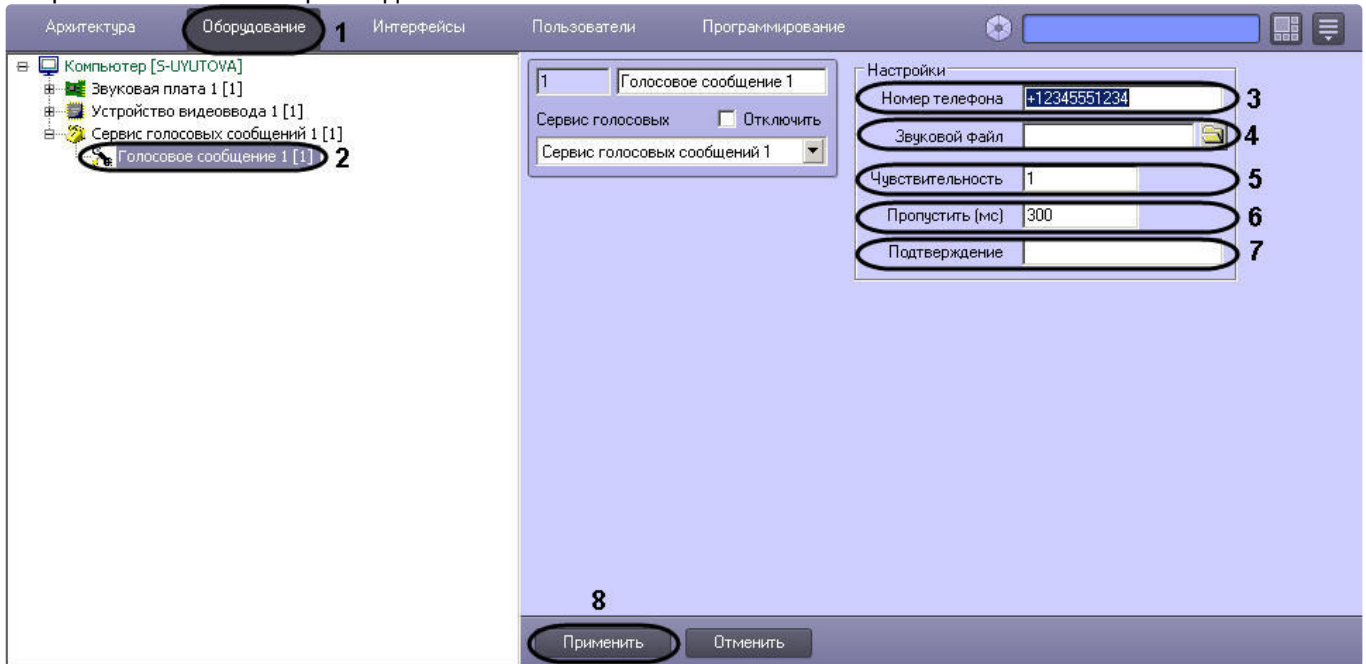 Архитектура Оборудование 1 Интерфейсы Пользователи Программирование
Компьютер [S-UYUTOVA]
Звуковая плата 1 [1]
Устройство видеоввода 1 [1]
Сервис голосовых сообщений 1 [1]
Голосовое сообщение 1 [1] 2
1 Голосовое сообщение 1
Сервис голосовых Отключить
Сервис голосовых сообщений 1
Настройки
Номер телефона +12345551234 3
Звуковой файл 4
Чувствительность 1 5
Пропустить (мс) 300 6
Подтверждение 7
8
Применить Отменить